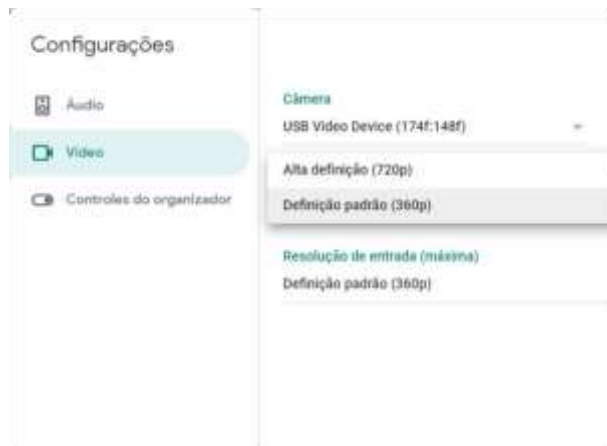 Configurações
Áudio
Vídeo
Controles do organizador
Câmera
USB Video Device (174f:148f)
Alta definição (720p)
Definição padrão (360p)
Resolução de entrada (máxima)
Definição padrão (360p)